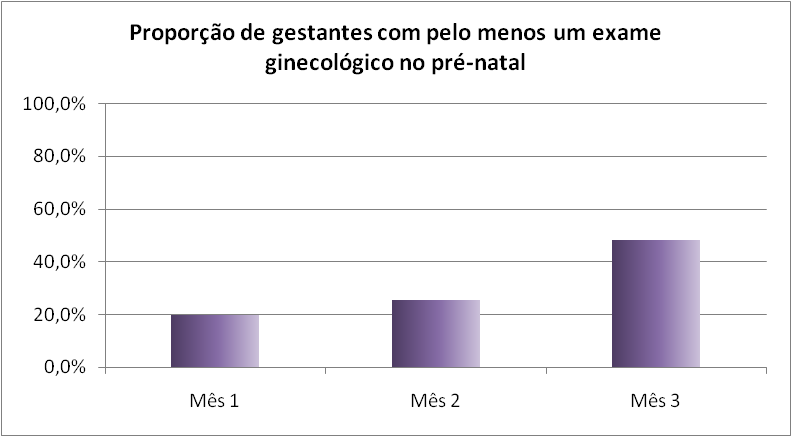 Proporção de gestantes com pelo menos um exame
ginecológico no pré-natal
100,0%
80,0%
60,0%
40,0%
20,0%
0,0%
Mês 1
Mês 2
Mês 3